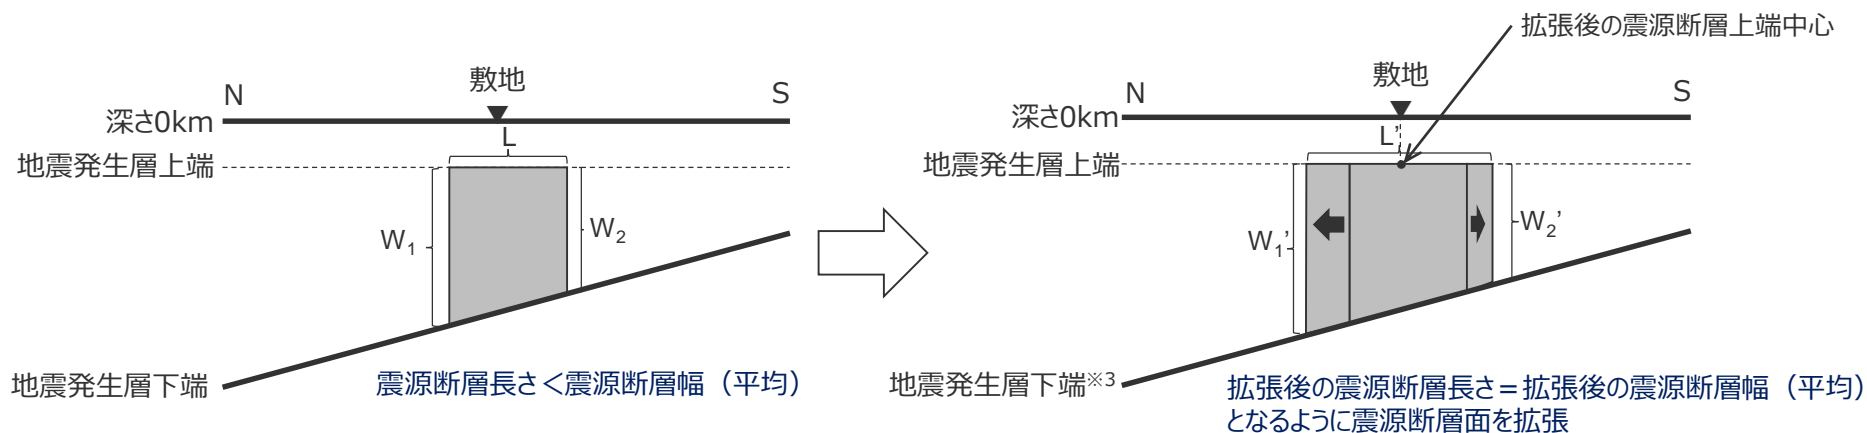 敷地
N
S
深さ0km
L
地震発生層上端
W1
W2
地震発生層下端
震源断層長さ＜震源断層幅（平均）
拡張後の震源断層上端中心
敷地
N
S
深さ0km
L'
地震発生層上端
W1'
W2'
地震発生層下端※3
拡張後の震源断層長さ＝拡張後の震源断層幅（平均）
となるように震源断層面を拡張